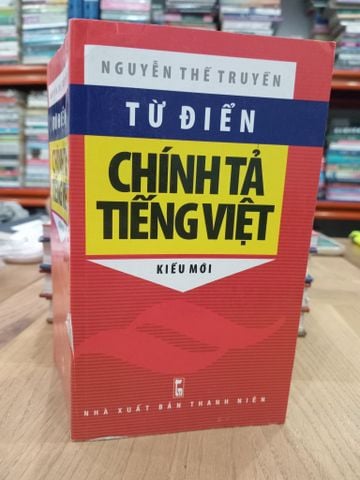 NGUYỄN THẾ TRUYỀN
TỪ ĐIỂN
CHÍNH TẢ
TIẾNG VIỆT
KIỂU MỚI
NHÀ XUẤT BẢN THANH NIÊN